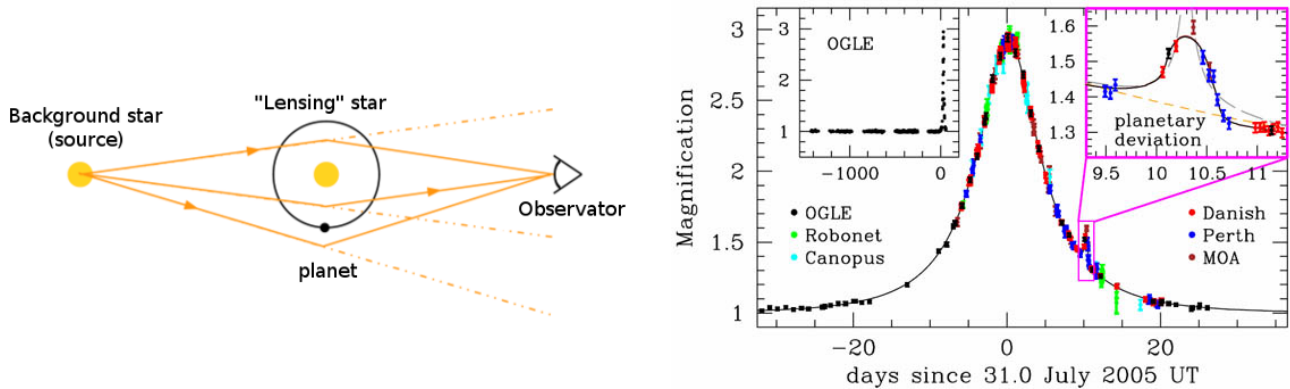 Background star
(source)
"Lensing" star
Observator
planet
Magnification
3
2.5
2
1.5
1
OGLE
3
2
1
−1000
0
1.6
1.5
1.4
1.3
planetary
deviation
9.5
10
10.5
11
OGLE
Robonet
Canopus
Danish
Perth
MOA
−20
0
20
days since 31.0 July 2005 UT